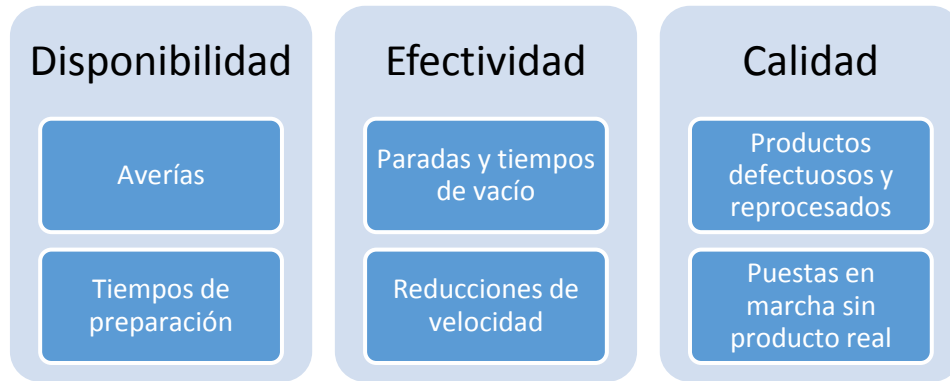 Disponibilidad
Averías
Tiempos de
preparación
Efectividad
Paradas y tiempos
de vacío
Reducciones de
velocidad
Calidad
Productos
defectuosos y
reprocesados
Puestas en
marcha sin
producto real